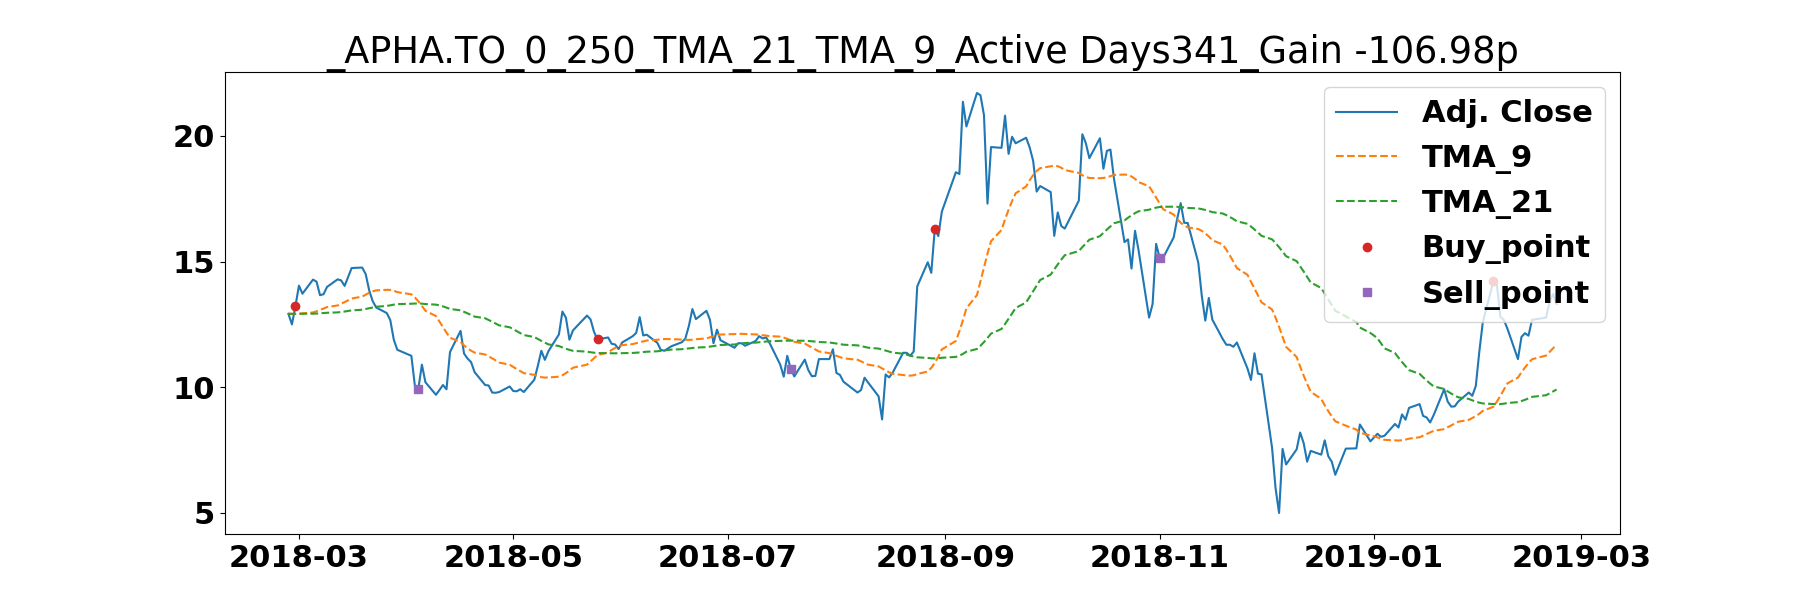 _APHA.TO_0_250_TMA_21_TMA_9_Active Days341_Gain -106.98p
Adj. Close
TMA_9
TMA_21
Buy_point
Sell_point
20
15
10
5
2018-03 2018-05 2018-07 2018-09 2018-11 2019-01 2019-03